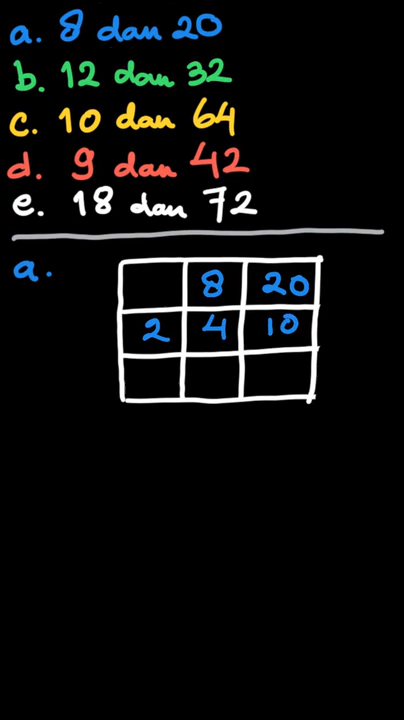 a. 8 dan 20
b. 12 dan 32
c. 10 dan 64
d. 9 dan 42
e. 18 dan 72
a.
8 20
2 4 10